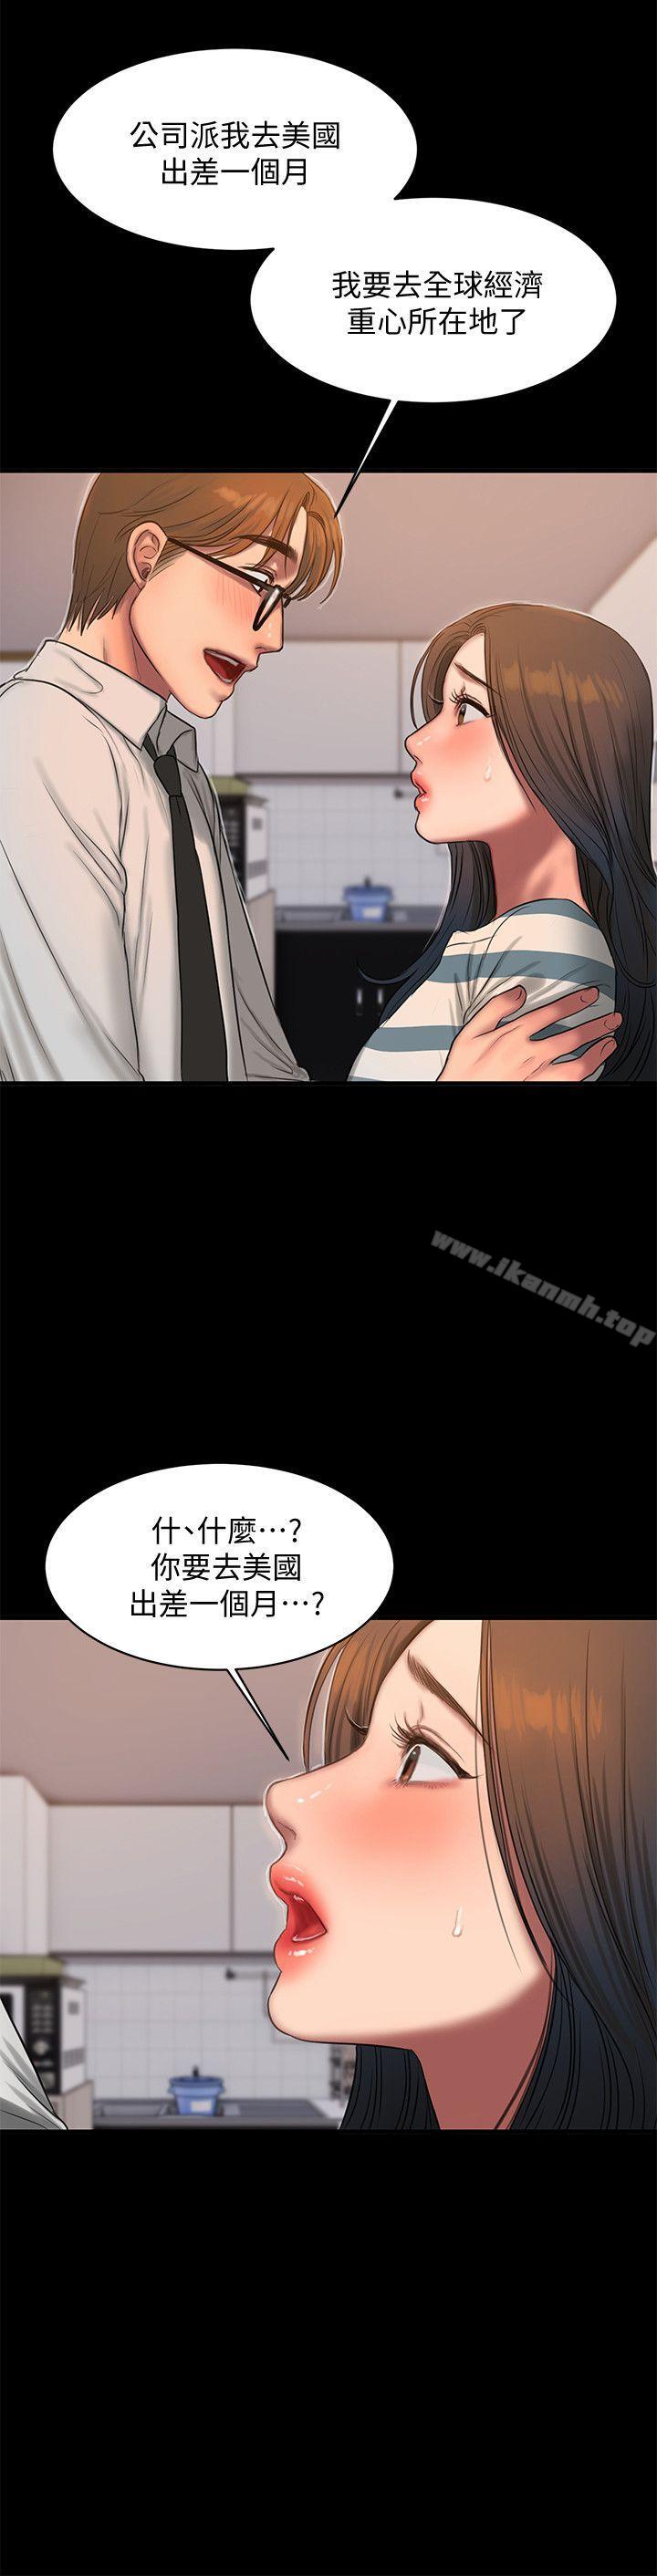 公司派我去美國
出差一個月
我要去全球經濟
重心所在地了
www.ikanmh.top
什、什麼⋯?
你要去美國
出差一個月⋯?